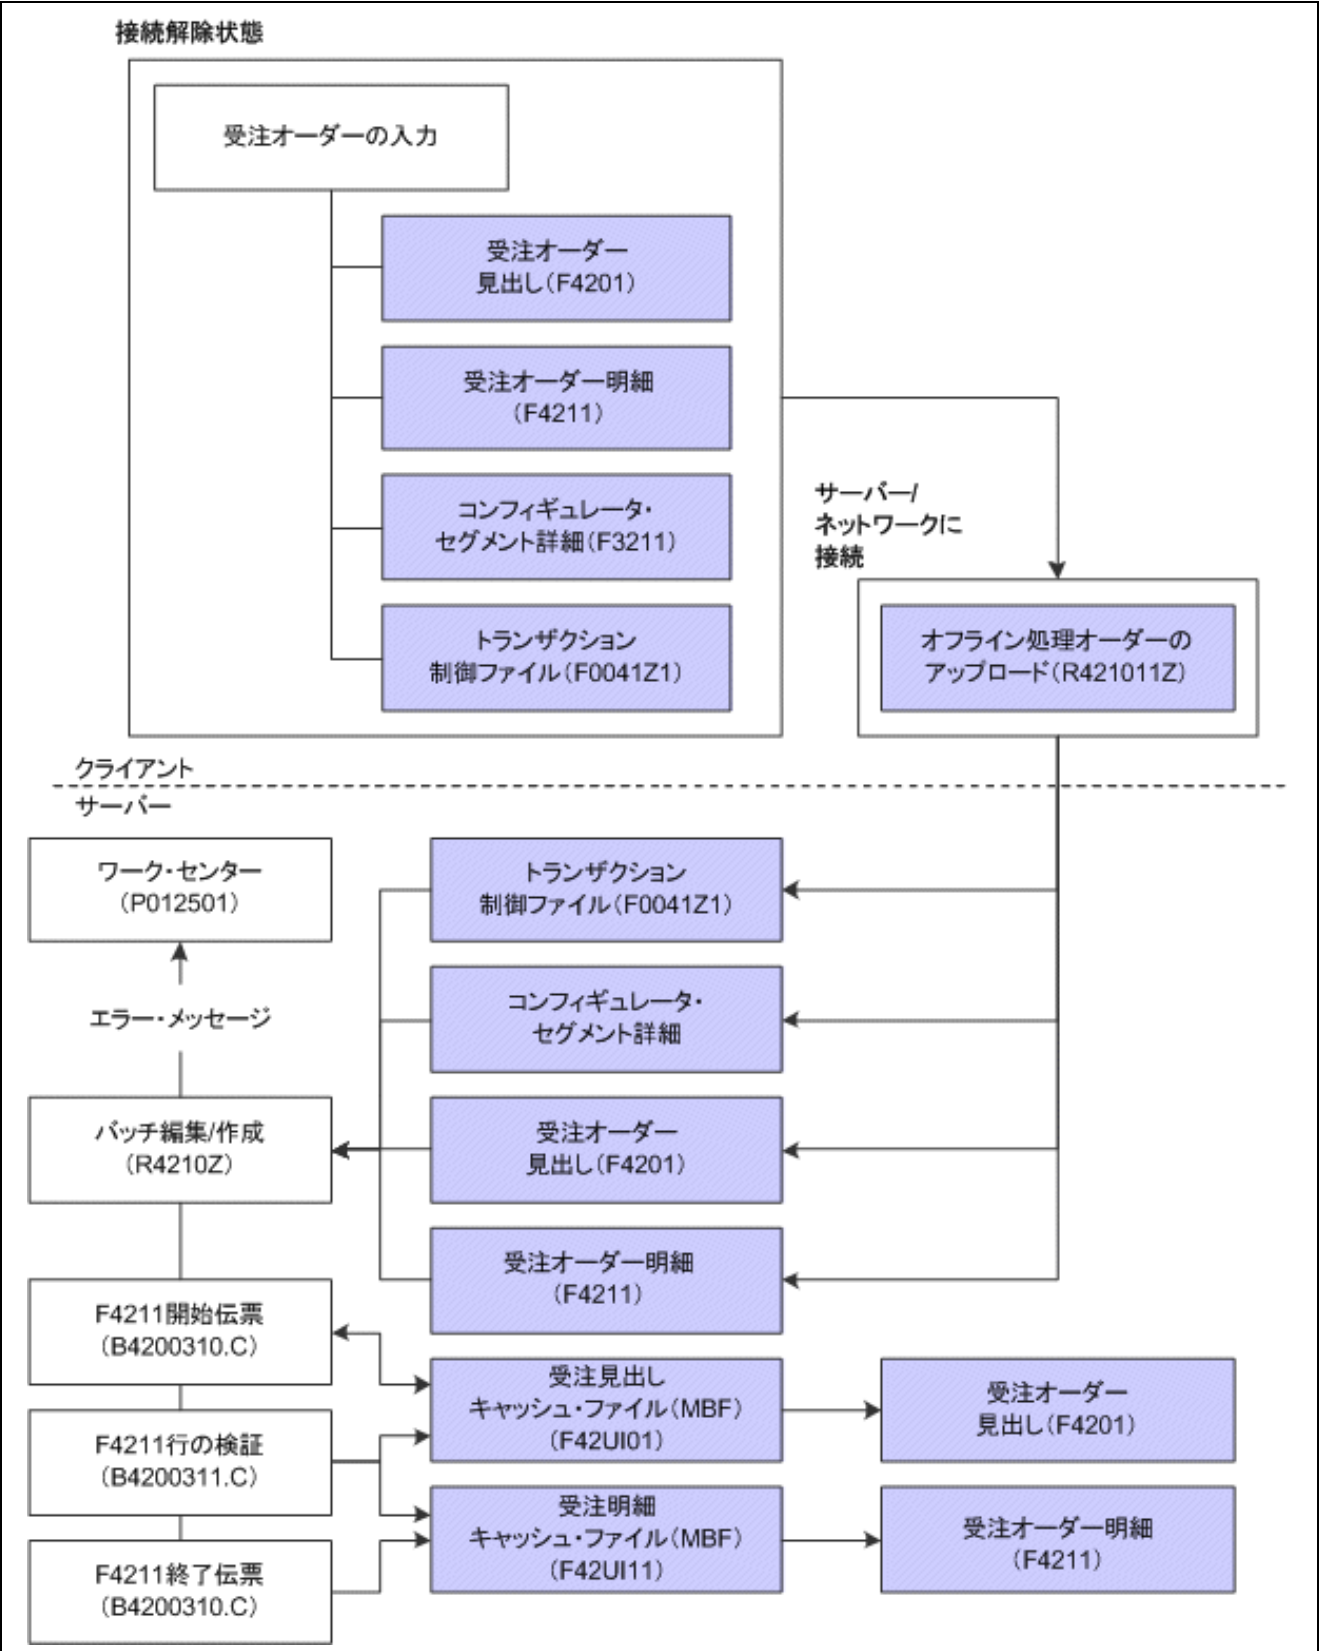 接続解除状態
受注オーダーの入力
受注オーダー
見出し(F4201)
受注オーダー明細
(F4211)
コンフィギュレータ・
セグメント詳細(F3211)
トランザクション
制御ファイル(F0041Z1)
サーバー/
ネットワークに
接続
オフライン処理オーダーの
アップロード(R421011Z)
クライアント
サーバー
ワーク・センター
(P012501)
エラー・メッセージ
バッチ編集/作成
(R4210Z)
トランザクション
制御ファイル(F0041Z1)
コンフィギュレータ・
セグメント詳細
受注オーダー
見出し(F4201)
受注オーダー明細
(F4211)
F4211開始伝票
(B4200310.C)
F4211行の検証
(B4200311.C)
F4211終了伝票
(B4200310.C)
受注見出し
キャッシュ・ファイル(MBF)
(F42UI01)
受注明細
キャッシュ・ファイル(MBF)
(F42UI11)
受注オーダー
見出し(F4201)
受注オーダー明細
(F4211)